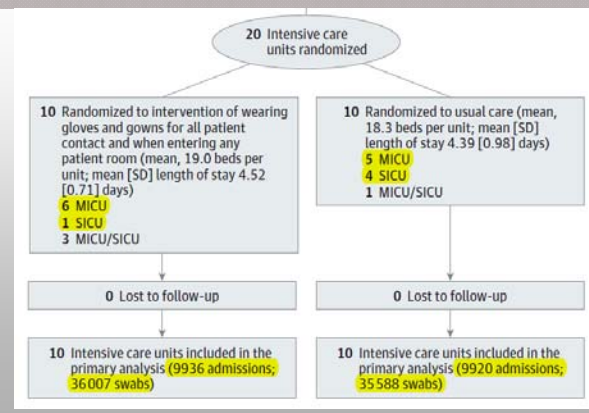 20 Intensive care
units randomized
10 Randomized to intervention of wearing
gloves and gowns for all patient
contact and when entering any
patient room (mean, 19.0 beds per
unit; mean [SD] length of stay 4.52
[0.71] days)
6 MICU
1 SICU
3 MICU/SICU
10 Randomized to usual care (mean,
18.3 beds per unit; mean [SD]
length of stay 4.39 [0.98] days)
5 MICU
4 SICU
1 MICU/SICU
0 Lost to follow-up
0 Lost to follow-up
10 Intensive care units included in the
primary analysis (9936 admissions;
36007 swabs)
10 Intensive care units included in the
primary analysis (9920 admissions;
35588 swabs)